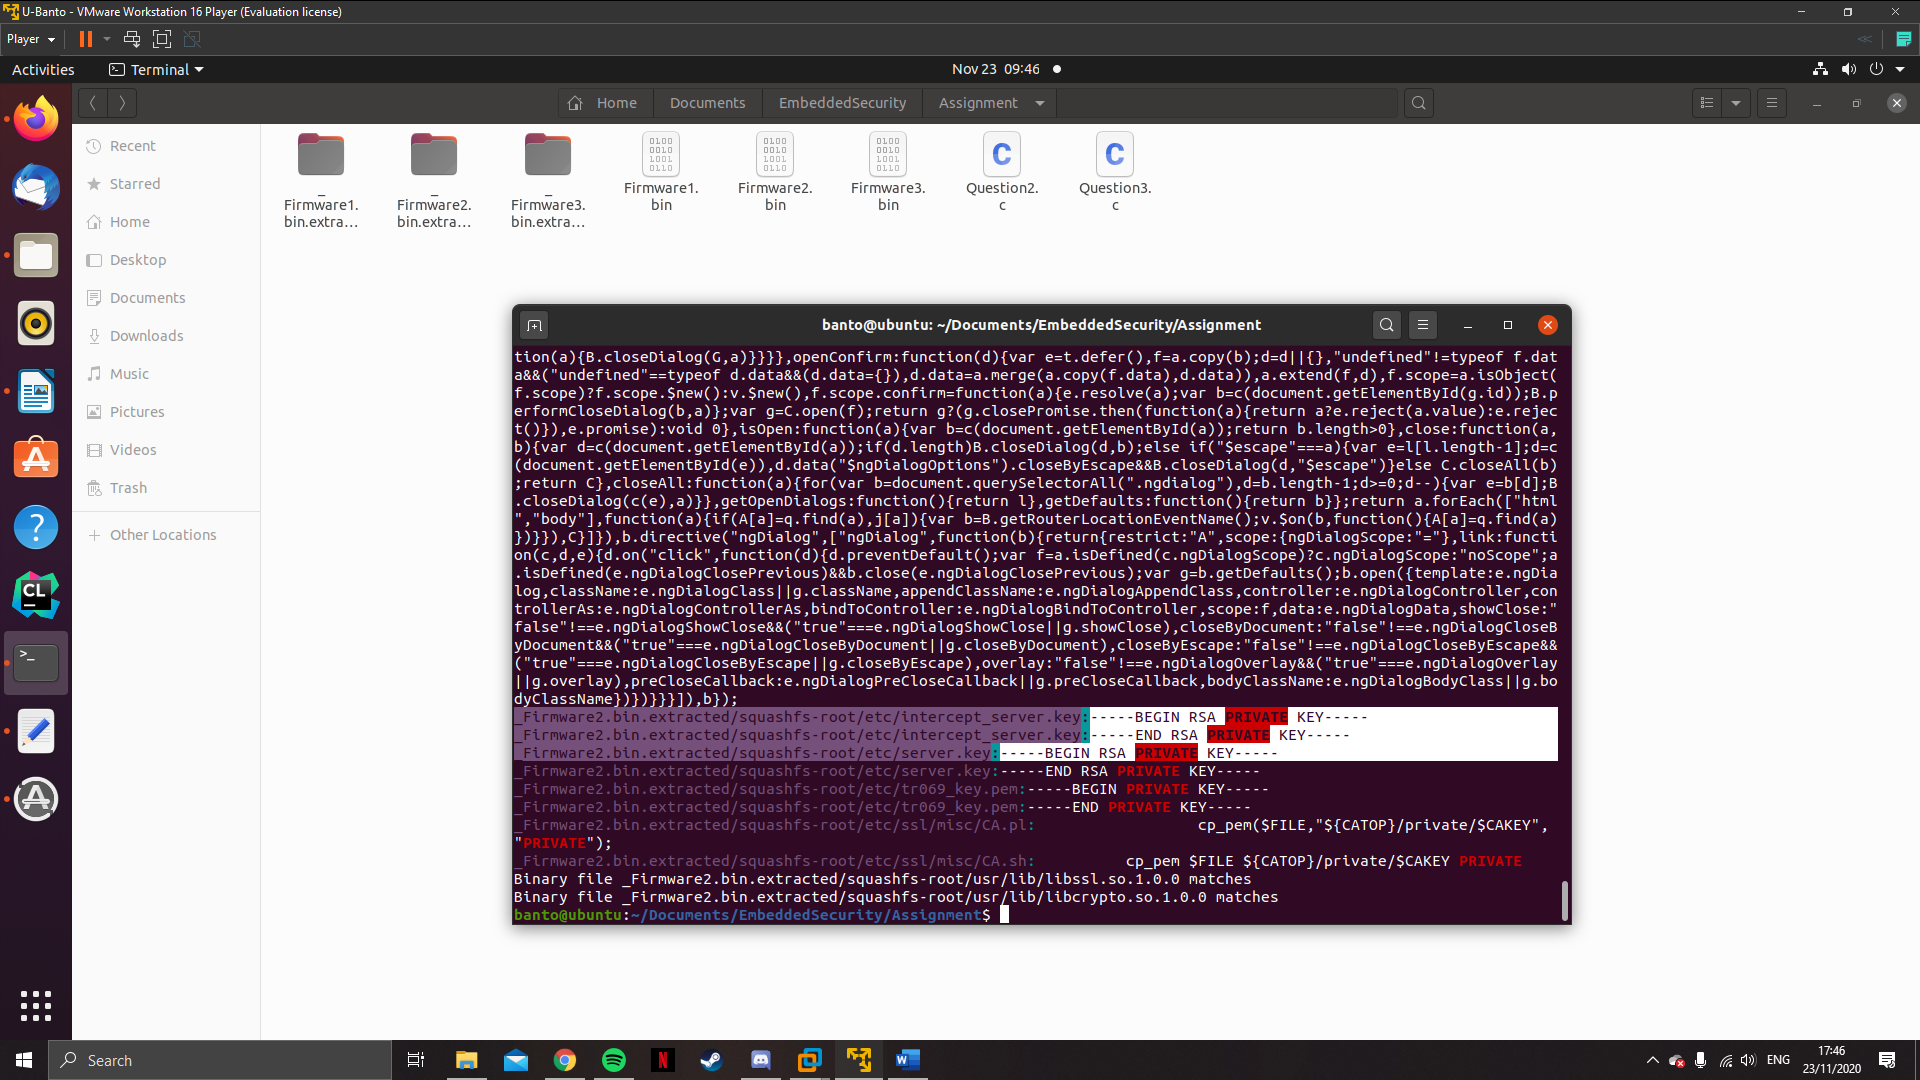 U-Banto - VMware Workstation 16 Player (Evaluation license)
Player
Activities
Terminal
Nov 23 09:46
Home
Documents
EmbeddedSecurity
Assignment
Recent
Starred
Home
Desktop
Documents
Downloads
Music
Pictures
Videos
Trash
Other Locations
_
Firmware1.
bin.extra...
_
Firmware2.
bin.extra...
_
Firmware3.
bin.extra...
Firmware1.
bin
Firmware2.
bin
Firmware3.
bin
Question2.
c
Question3.
c
banto@ubuntu: ~/Documents/EmbeddedSecurity/Assignment
tion(a){B.closeDialog(G,a)}}}},openConfirm:function(d){var e=t.defer(),f=a.copy(b);d=d||{},"undefined"!=typeof f.dat
a&&("undefined"==typeof d.data&&(d.data={}),d.data=a.merge(a.copy(f.data),d.data)),a.extend(f,d),f.scope=a.isObject(
f.scope)?f.scope.$new():v.$new(),f.scope.confirm=function(a){e.resolve(a);var b=c(document.getElementById(g.id));B.p
erformCloseDialog(b,a)};var g=C.open(f);return g?(g.closePromise.then(function(a){return a?e.reject(a.value):e.rejec
t()}),e.promise):void 0},isOpen:function(a){var b=c(document.getElementById(a));return b.length>0},close:function(a,
b){var d=c(document.getElementById(a));if(d.length)B.closeDialog(d,b);else if("$escape"===a){var e=l[l.length-1];d=c
(document.getElementById(e)),d.data("$ngDialogOptions").closeByEscape&&B.closeDialog(d,"$escape")}else C.closeAll(b)
;return C},closeAll:function(a){for(var b=document.querySelectorAll(".ngdialog"),d=b.length-1;d>=0;d--){var e=b[d];B
.closeDialog(c(e),a)}},getOpenDialogs:function(){return l},getDefaults:function(){return b}};return a.forEach(["html
","body"],function(a){if(A[a]=q.find(a),j[a]){var b=B.getRouterLocationEventName();v.$on(b,function(){A[a]=q.find(a)
})}}),C}]}),b.directive("ngDialog",["ngDialog",function(b){return{restrict:"A",scope:{ngDialogScope:"="},link:functi
on(c,d,e){d.on("click",function(d){d.preventDefault();var f=a.isDefined(c.ngDialogScope)?c.ngDialogScope:"noScope";a
.isDefined(e.ngDialogClosePrevious)&&b.close(e.ngDialogClosePrevious);var g=b.getDefaults();b.open({template:e.ngDia
log,className:e.ngDialogClass||g.className,appendClassName:e.ngDialogAppendClass,controller:e.ngDialogController,con
trollerAs:e.ngDialogControllerAs,bindToController:e.ngDialogBindToController,scope:f,data:e.ngDialogData,showClose:"
false"!==e.ngDialogShowClose&&("true"===e.ngDialogShowClose||g.showClose),closeByDocument:"false"!==e.ngDialogCloseB
yDocument&&("true"===e.ngDialogCloseByDocument||g.closeByDocument),closeByEscape:"false"!==e.ngDialogCloseByEscape&&
("true"===e.ngDialogCloseByEscape||g.closeByEscape),overlay:"false"!==e.ngDialogOverlay&&("true"===e.ngDialogOverlay
||g.overlay),preCloseCallback:e.ngDialogPreCloseCallback||g.preCloseCallback,bodyClassName:e.ngDialogBodyClass||g.bo
dyClassName})})}}}]),b});
_Firmware2.bin.extracted/squashfs-root/etc/intercept_server.key:-----BEGIN RSA PRIVATE KEY-----
_Firmware2.bin.extracted/squashfs-root/etc/intercept_server.key:-----END RSA PRIVATE KEY-----
_Firmware2.bin.extracted/squashfs-root/etc/server.key:-----BEGIN RSA PRIVATE KEY-----
_Firmware2.bin.extracted/squashfs-root/etc/server.key:-----END RSA PRIVATE KEY-----
_Firmware2.bin.extracted/squashfs-root/etc/tr069_key.pem:-----BEGIN PRIVATE KEY-----
_Firmware2.bin.extracted/squashfs-root/etc/tr069_key.pem:-----END PRIVATE KEY-----
_Firmware2.bin.extracted/squashfs-root/etc/ssl/misc/CA.pl: cp_pem($FILE,"${CATOP}/private/$CAKEY",
"PRIVATE");
_Firmware2.bin.extracted/squashfs-root/etc/ssl/misc/CA.sh: cp_pem $FILE ${CATOP}/private/$CAKEY PRIVATE
Binary file _Firmware2.bin.extracted/squashfs-root/usr/lib/libssl.so.1.0.0 matches
Binary file _Firmware2.bin.extracted/squashfs-root/usr/lib/libcrypto.so.1.0.0 matches
banto@ubuntu:~/Documents/EmbeddedSecurity/Assignment$
Search
ENG
17:46
23/11/2020